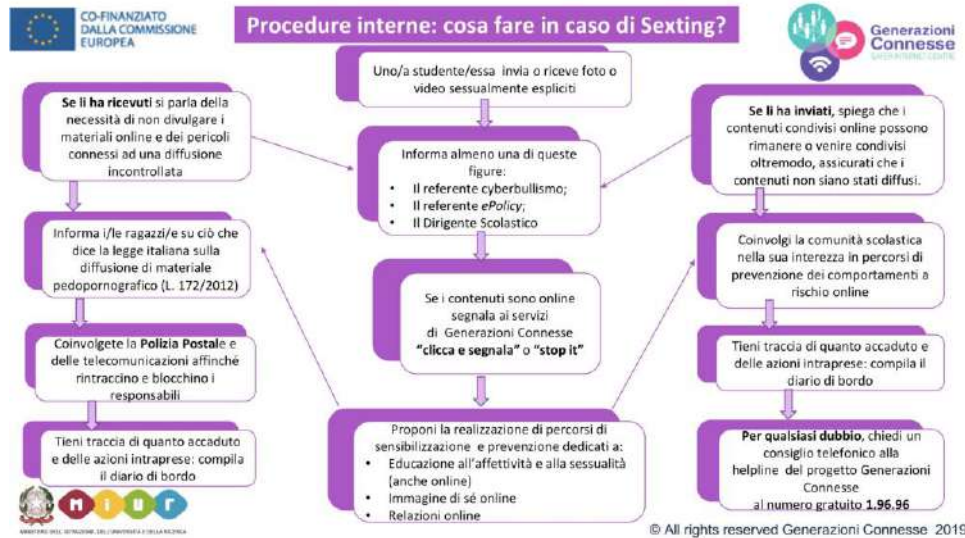 CO-FINANZIATO
DALLA COMMISSIONE
EUROPEA
Procedure interne: cosa fare in caso di Sexting?
Generazioni
Connesse
SAFER INTERNET CENTRE
Uno/a studente/essa invia o riceve foto o
video sessualmente espliciti
Se li ha ricevuti si parla della
necessità di non divulgare i
materiali online e dei pericoli
connessi ad una diffusione
incontrollata
Informa i/le ragazzi/e su ciò che
dice la legge italiana sulla
diffusione di materiale
pedopornografico (L. 172/2012)
Coinvolgete la Polizia Postale e
delle telecomunicazioni affinché
rintraccino e blocchino i
responsabili
Tieni traccia di quanto accaduto
e delle azioni intraprese: compila
il diario di bordo
Informa almeno una di queste
figure:
• Il referente cyberbullismo;
• Il referente ePolicy;
• Il Dirigente Scolastico
Se i contenuti sono online
segnala ai servizi
di Generazioni Connesse
"clicca e segnala" o "stop it"
Proponi la realizzazione di percorsi di
sensibilizzazione e prevenzione dedicati a:
• Educazione all'affettività e alla sessualità
(anche online)
• Immagine di sé online
• Relazioni online
Se li ha inviati, spiega che i
contenuti condivisi online possono
rimanere o venire condivisi
oltremodo, assicurati che i
contenuti non siano stati diffusi.
Coinvolgi la comunità scolastica
nella sua interezza in percorsi di
prevenzione dei comportamenti a
rischio online
Tieni traccia di quanto accaduto e
delle azioni intraprese: compila il
diario di bordo
Per qualsiasi dubbio, chiedi un
consiglio telefonico alla
helpline del progetto Generazioni
Connesse
al numero gratuito 1.96.96
miur
MINISTERO DELL'ISTRUZIONE, DELL'UNIVERSITÀ E DELLA RICERCA
© All rights reserved Generazioni Connesse 2019